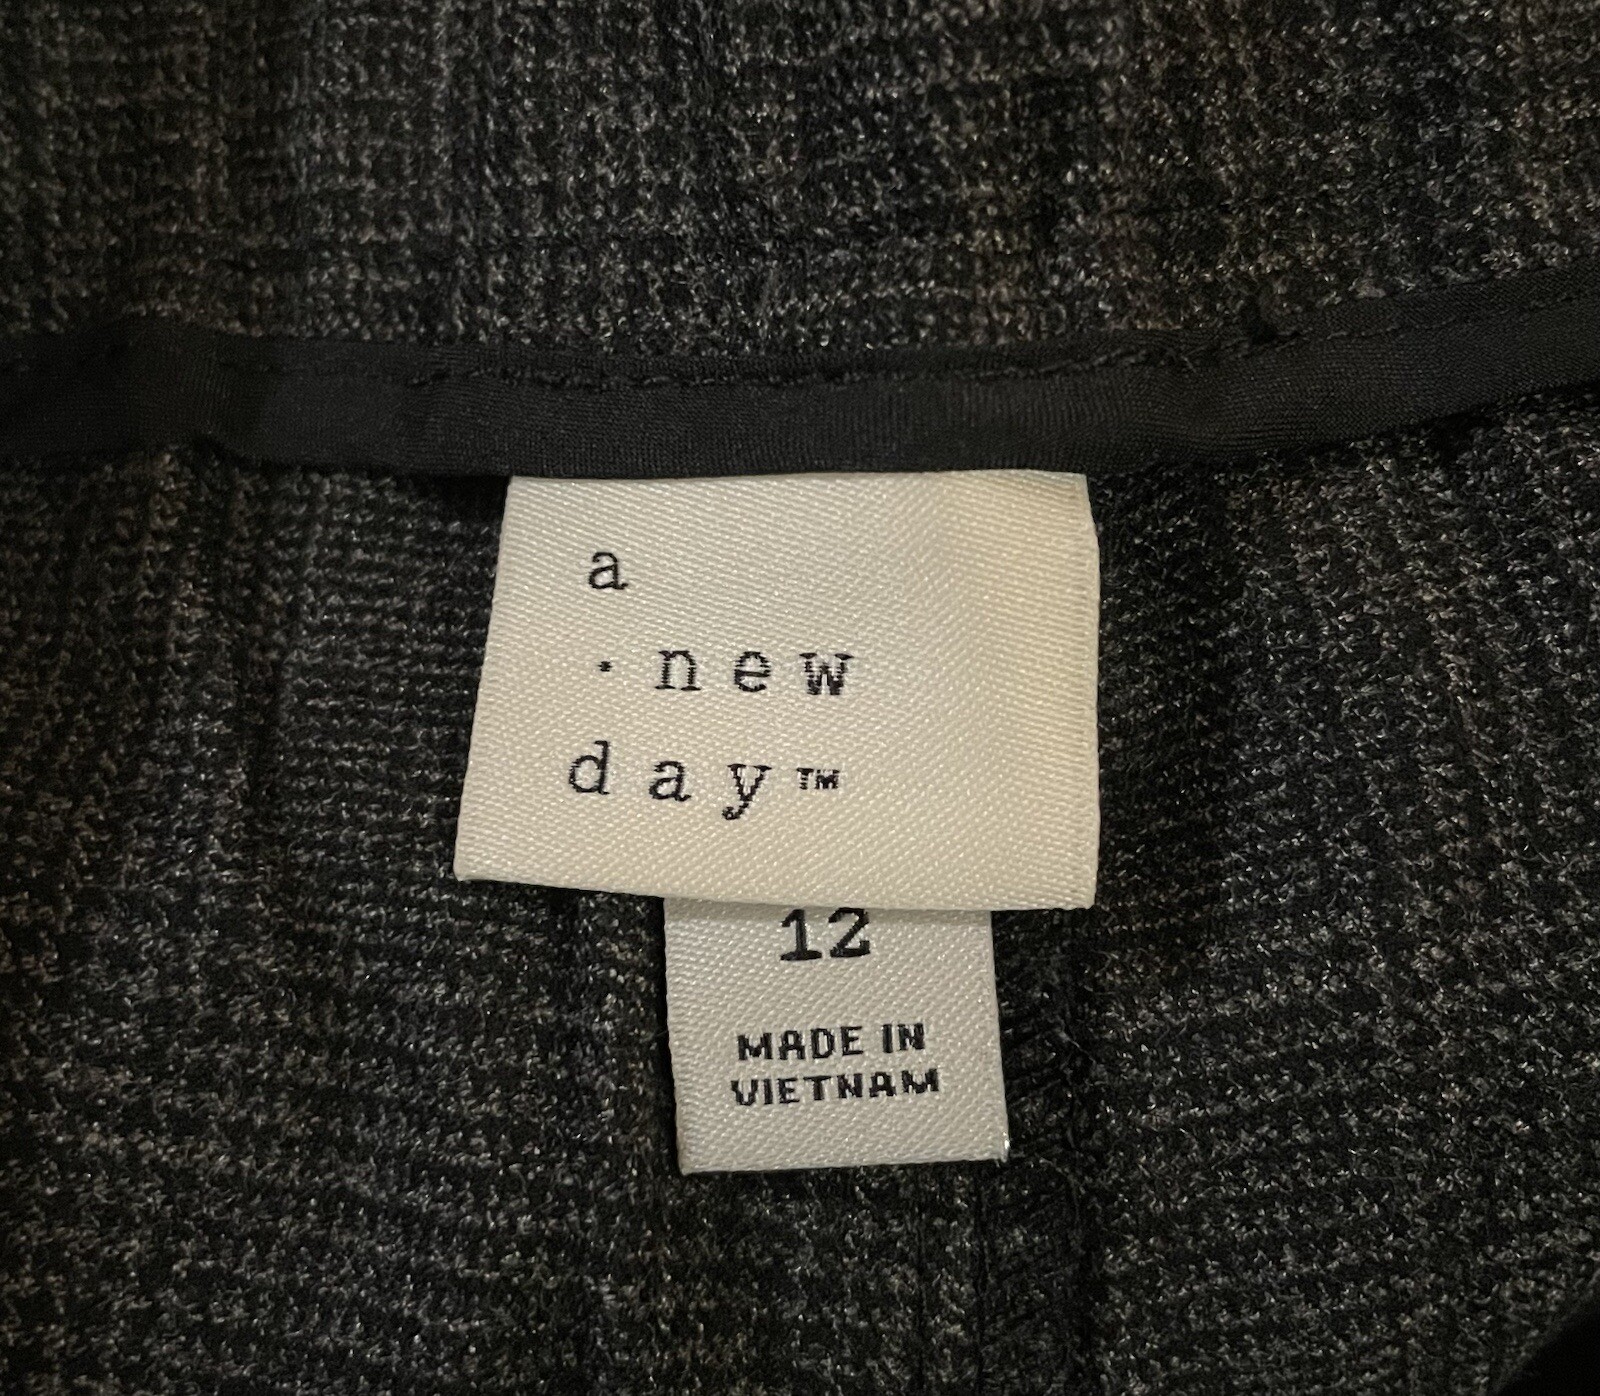 a
· new
day™
12
MADE IN
VIETNAM